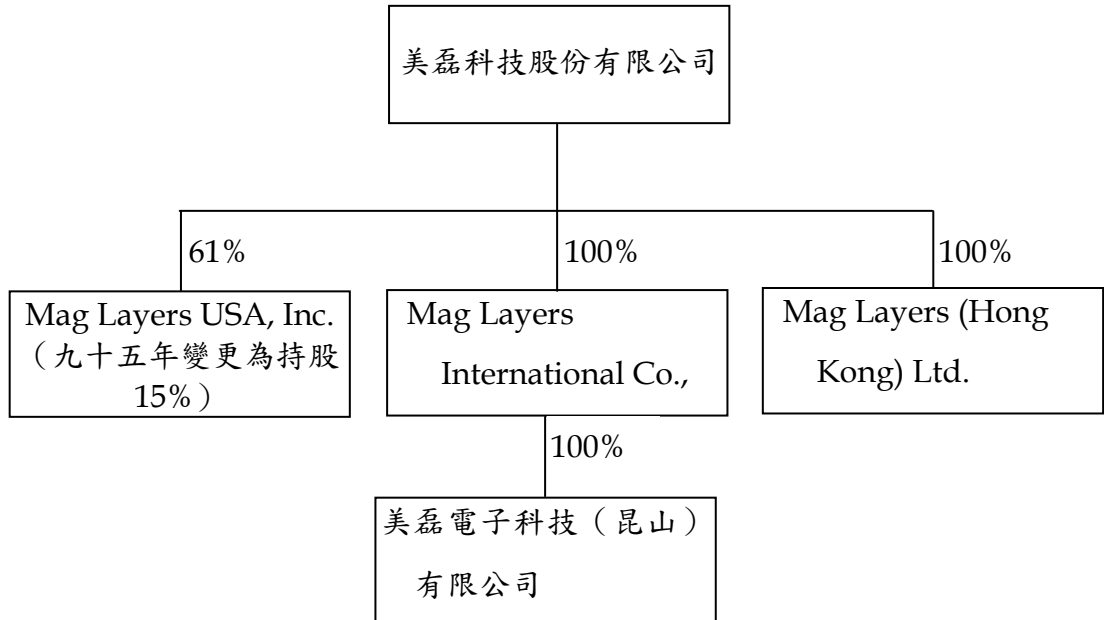 美磊科技股份有限公司
61%
100%
100%
Mag Layers USA, Inc.
（九十五年變更為持股
15%）
Mag Layers
International Co.,
Mag Layers (Hong
Kong) Ltd.
100%
美磊電子科技（昆山）
有限公司